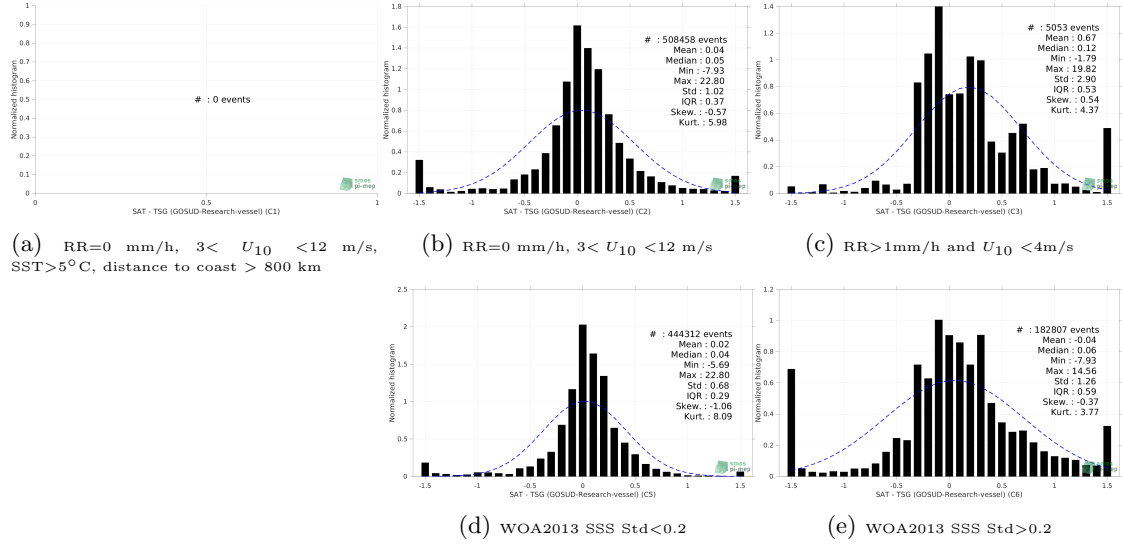 1
0.9
0.8
0.7
0.6
0.5
0.4
0.3
0.2
0.1
0
Normalized histogram
# : 0 events
smos
pi-mep
0 0.5 1
SAT - TSG (GOSUD-Research-vessel) (C1)
(a) RR=0 mm/h, 3< U10 <12 m/s,
SST>5°C, distance to coast > 800 km
1.8
1.6
1.4
1.2
1
0.8
0.6
0.4
0.2
0
Normalized histogram
# : 508458 events
Mean : 0.04
Median : 0.05
Min : -7.93
Max : 22.80
Std : 1.02
IQR : 0.37
Skew. : -0.57
Kurt. : 5.98
smos
pi-mep
-1.5 -1 -0.5 0 0.5 1 1.5
SAT - TSG (GOSUD-Research-vessel) (C2)
(b) RR=0 mm/h, 3< U10 <12 m/s
1.4
1.2
1
0.8
0.6
0.4
0.2
0
Normalized histogram
# : 5053 events
Mean : 0.67
Median : 0.12
Min : -1.79
Max : 19.82
Std : 2.90
IQR : 0.53
Skew. : 0.54
Kurt. : 4.37
pi-mep
-1.5 -1 -0.5 0 0.5 1 1.5
SAT - TSG (GOSUD-Research-vessel) (C3)
(c) RR>1mm/h and U10 <4m/s
2.5
2
1.5
1
0.5
0
Normalized histogram
# : 444312 events
Mean : 0.02
Median : 0.04
Min : -5.69
Max : 22.80
Std : 0.68
IQR : 0.29
Skew. : -1.06
Kurt. : 8.09
smos
pi-mep
-1.5 -1 -0.5 0 0.5 1 1.5
SAT - TSG (GOSUD-Research-vessel) (C5)
(d) WOA2013 SSS Std<0.2
1.2
1
0.8
0.6
0.4
0.2
0
Normalized histogram
# : 182807 events
Mean : -0.04
Median : 0.06
Min : -7.93
Max : 14.56
Std : 1.26
IQR : 0.59
Skew. : -0.37
Kurt. : 3.77
smos
pi-mep
-1.5 -1 -0.5 0 0.5 1 1.5
SAT - TSG (GOSUD-Research-vessel) (C6)
(e) WOA2013 SSS Std>0.2